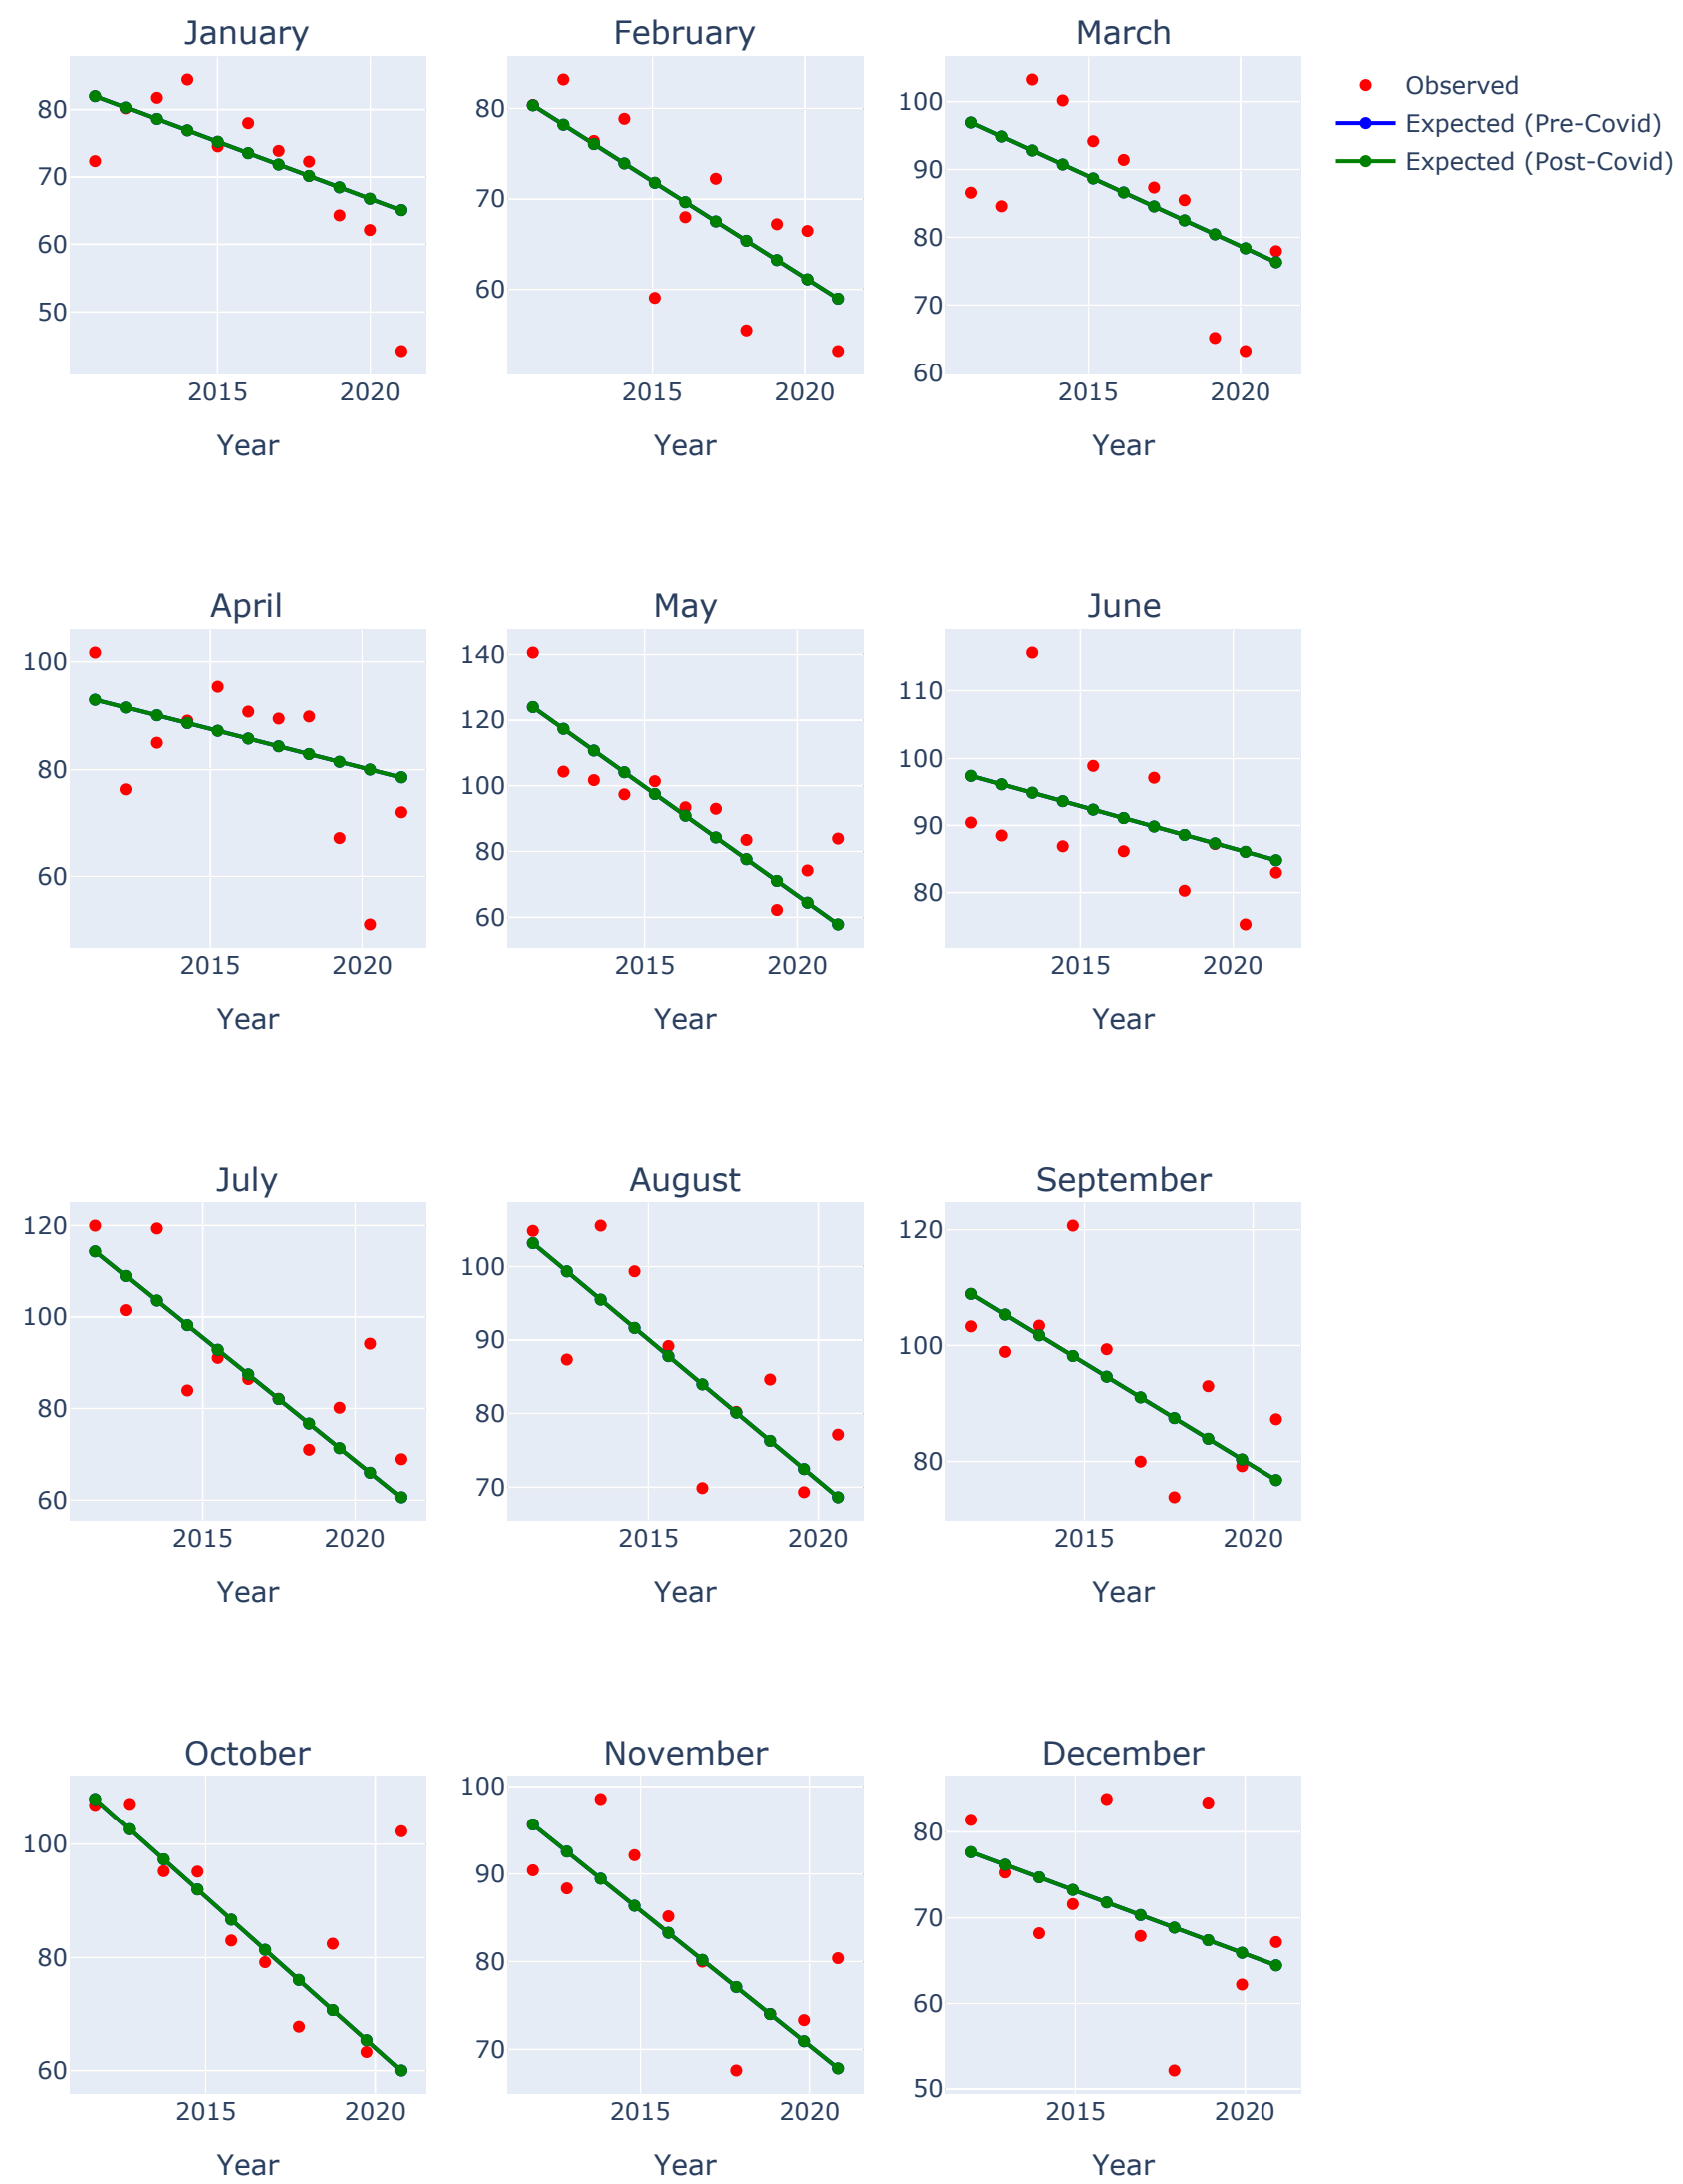 January
February
March
Observed
Expected (Pre-Covid)
Expected (Post-Covid)
80
70
60
50
2015
2020
Year
80
70
60
2015
2020
Year
100
90
80
70
60
2015
2020
Year
April
May
June
100
80
60
2015
2020
Year
140
120
100
80
60
2015
2020
Year
110
100
90
80
2015
2020
Year
July
August
September
120
100
80
60
2015
2020
Year
100
90
80
70
2015
2020
Year
120
100
80
2015
2020
Year
October
November
December
100
80
60
2015
2020
Year
100
90
80
70
2015
2020
Year
80
70
60
50
2015
2020
Year